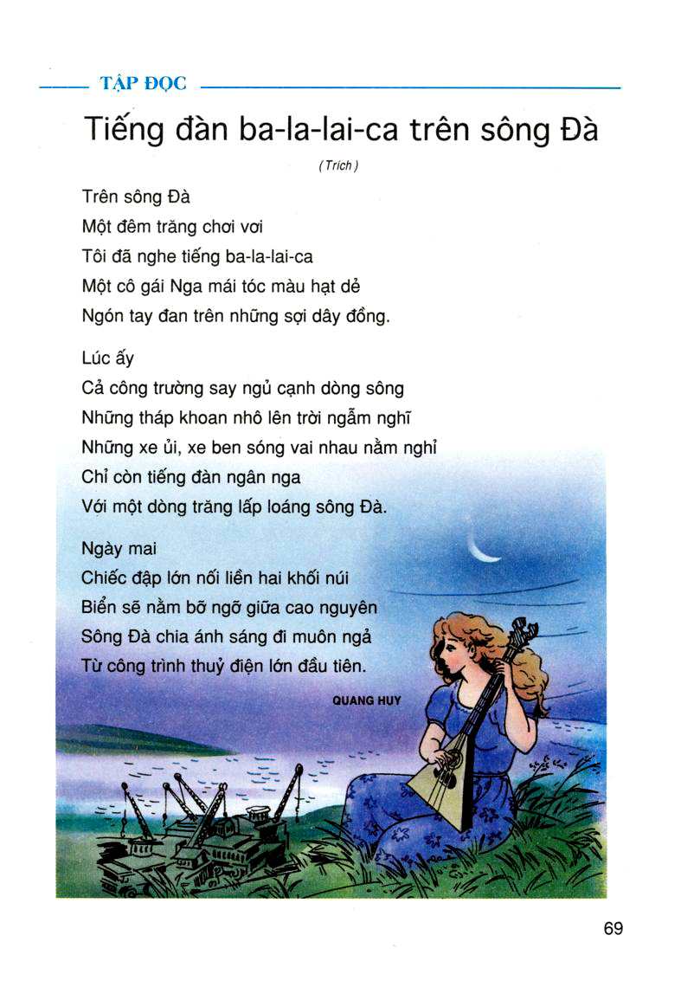 TẬP ĐỌC
Tiếng đàn ba-la-lai-ca trên sông Đà
(Trích)
Trên sông Đà
Một đêm trăng chơi vơi
Tôi đã nghe tiếng ba-la-lai-ca
Một cô gái Nga mái tóc màu hạt dẻ
Ngón tay đan trên những sợi dây đồng.
Lúc ấy
Cả công trường say ngủ cạnh dòng sông
Những tháp khoan nhô lên trời ngẫm nghĩ
Những xe ủi, xe ben sóng vai nhau nằm nghỉ
Chỉ còn tiếng đàn ngân nga
Với một dòng trăng lấp loáng sông Đà.
Ngày mai
Chiếc đập lớn nối liền hai khối núi
Biển sẽ nằm bỡ ngỡ giữa cao nguyên
Sông Đà chia ánh sáng đi muôn ngả
Từ công trình thuỷ điện lớn đầu tiên.
QUANG HUY
69